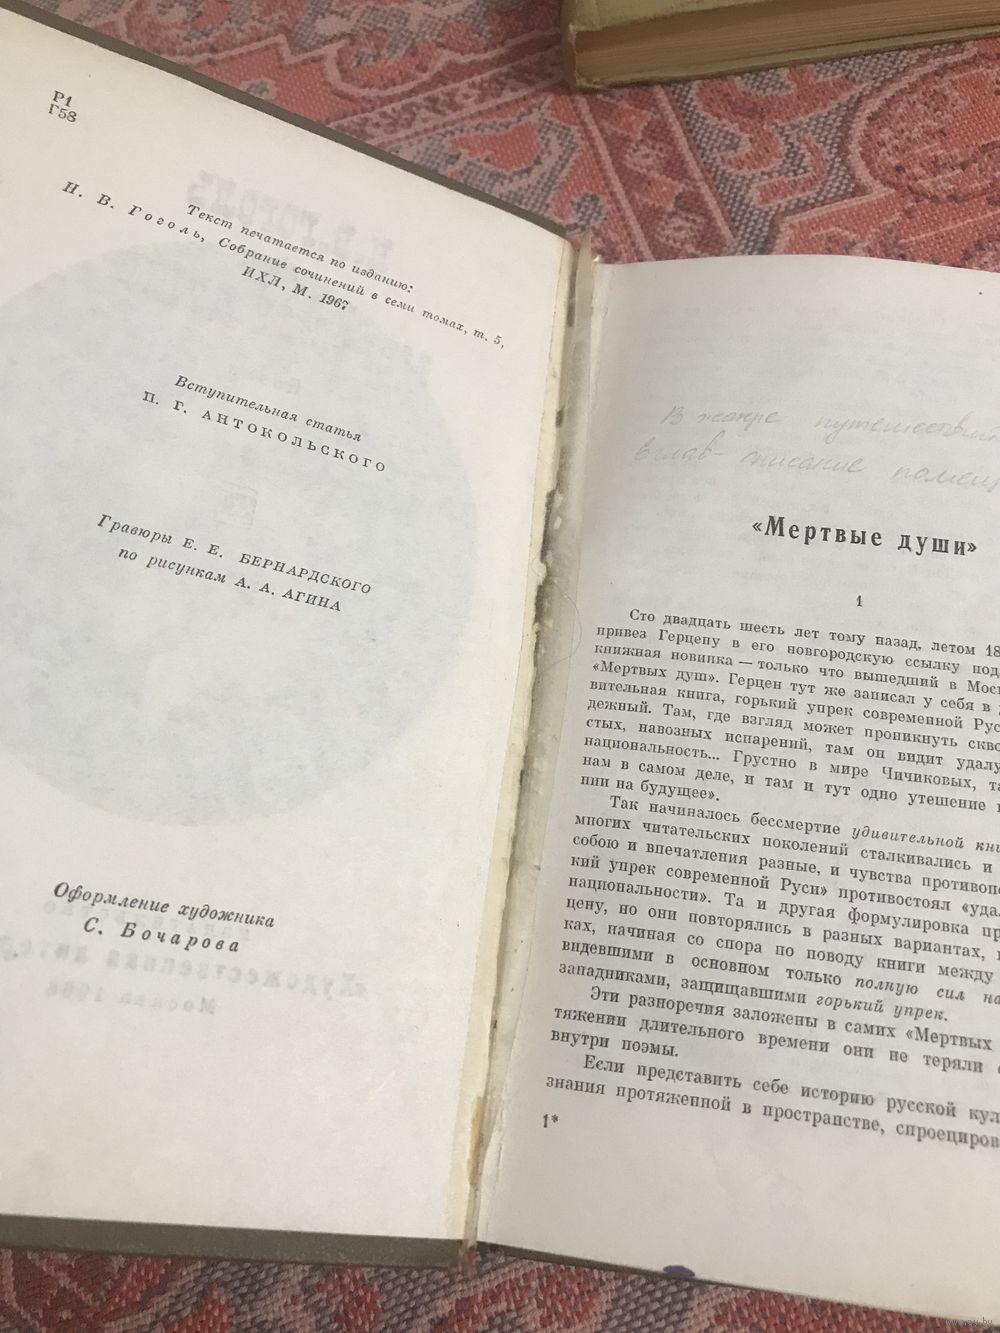 Р1
Г58
Текст печатается по изданию:
Н. В. Гоголь, Собрание сочинений в семи томах, т. 5,
ИХЛ, М. 1967
Вступительная статья
П. Г. АНТОКОЛЬСКОГО
Гравюры Е. Е. БЕРНАРДСКОГО
по рисункам А. А. АГИНА
Оформление художника
С. Бочарова
В жанре путешествия
в глав- описание помещ
«Мертвые души»
1
Сто двадцать шесть лет тому назад, летом 18
привез Герцену в его новгородскую ссылку под
книжная новинка — только что вышедший в Мос
«Мертвых душ». Герцен тут же записал у себя в
вительная книга, горький упрек современной Рус
дежный. Там, где взгляд может проникнуть скво
стых, навозных испарений, там он видит удалу
национальность... Грустно в мире Чичиковых, та
нам в самом деле, и там и тут одно утешение
нии на будущее».
Так начиналось бессмертие удивительной кни
многих читательских поколений сталкивались и
собою и впечатления разные, и чувства противопо
кий упрек современной Руси» противостоял «удал
национальности». Та и другая формулировка пр
цену, но они повторялись в разных вариантах,
ках, начиная со спора по поводу книги между
видевшими в основном только полную сил на
западниками, защищавшими горький упрек.
Эти разноречия заложены в самих «Мертвых
тяжении длительного времени они не теряли
внутри поэмы.
Если представить себе историю русской кул
знания протяженной в пространстве, спроециров
1*